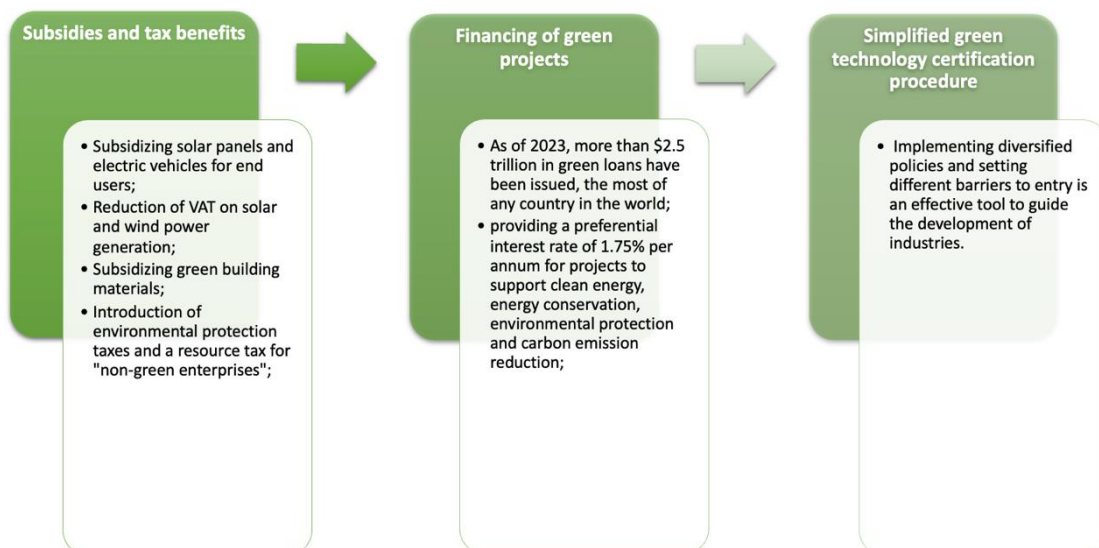 Subsidies and tax benefits
• Subsidizing solar panels and
electric vehicles for end
users;
• Reduction of VAT on solar
and wind power
generation;
• Subsidizing green building
materials;
• Introduction of
environmental protection
taxes and a resource tax for
"non-green enterprises";
Financing of green
projects
• As of 2023, more than $2.5
trillion in green loans have
been issued, the most of
any country in the world;
• providing a preferential
interest rate of 1.75% per
annum for projects to
support clean energy,
energy conservation,
environmental protection
and carbon emission
reduction;
Simplified green
technology certification
procedure
• Implementing diversified
policies and setting
different barriers to entry is
an effective tool to guide
the development of
industries.